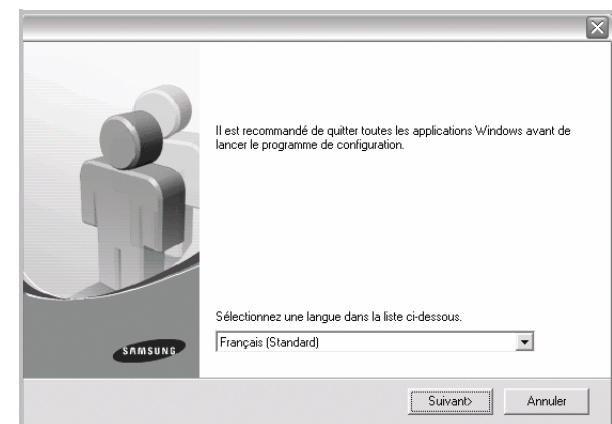 Il est recommandé de quitter toutes les applications Windows avant de
lancer le programme de configuration.
Sélectionnez une langue dans la liste ci-dessous.
Français (Standard)
SAMSUNG
Suivant>
Annuler